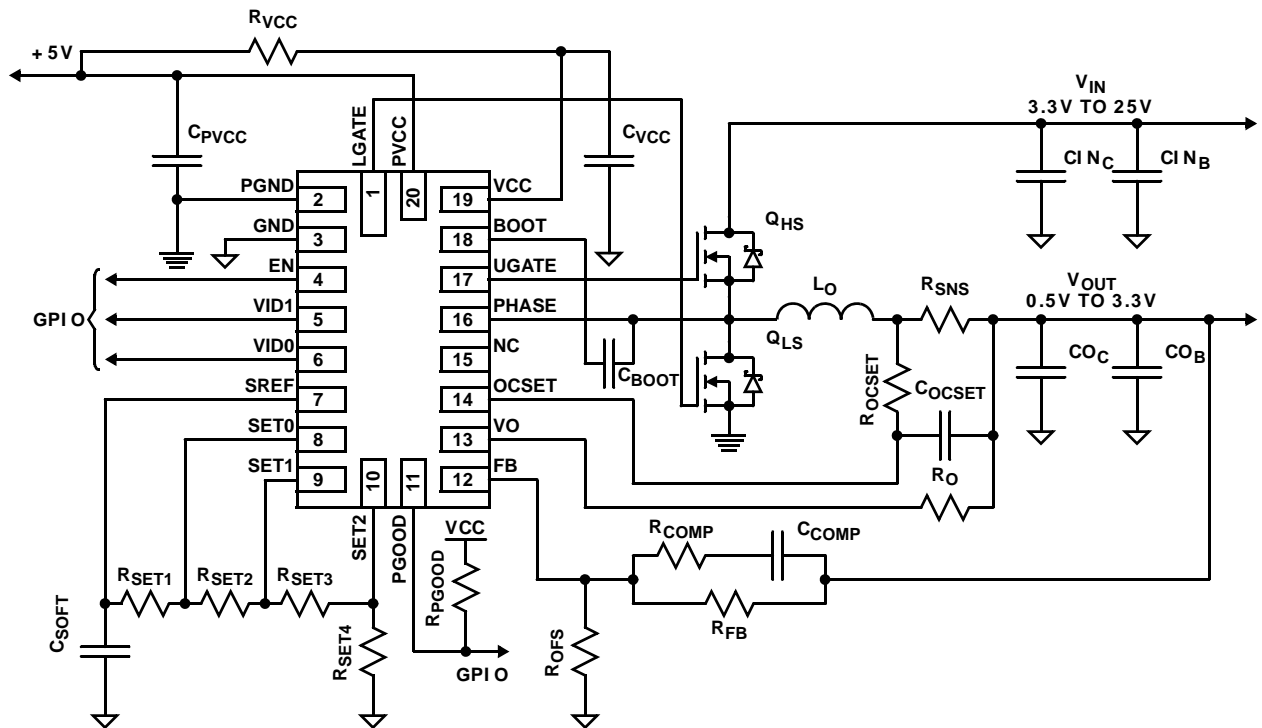 RVCC
+5V
VIN
3.3V TO 25V
CPVCC
LGATE
PVCC
CVCC
CINC
CINB
PGND
2
1
20
19
VCC
GND
3
18
BOOT
QHS
EN
4
17
UGATE
GPIO
VID1
5
16
PHASE
LO
RSNS
VOUT
0.5V TO 3.3V
VID0
6
15
NC
QLS
CBOOT
COC
COB
SREF
7
14
OCSET
ROCSET
COCSET
SET0
8
13
VO
SET1
9
10
11
12
FB
RO
SET2
PGOOD
VCC
RCOMP
CCOMP
RSET1
RSET2
RSET3
RPGOOD
RFB
CSOFT
RSET4
GPIO
ROFS